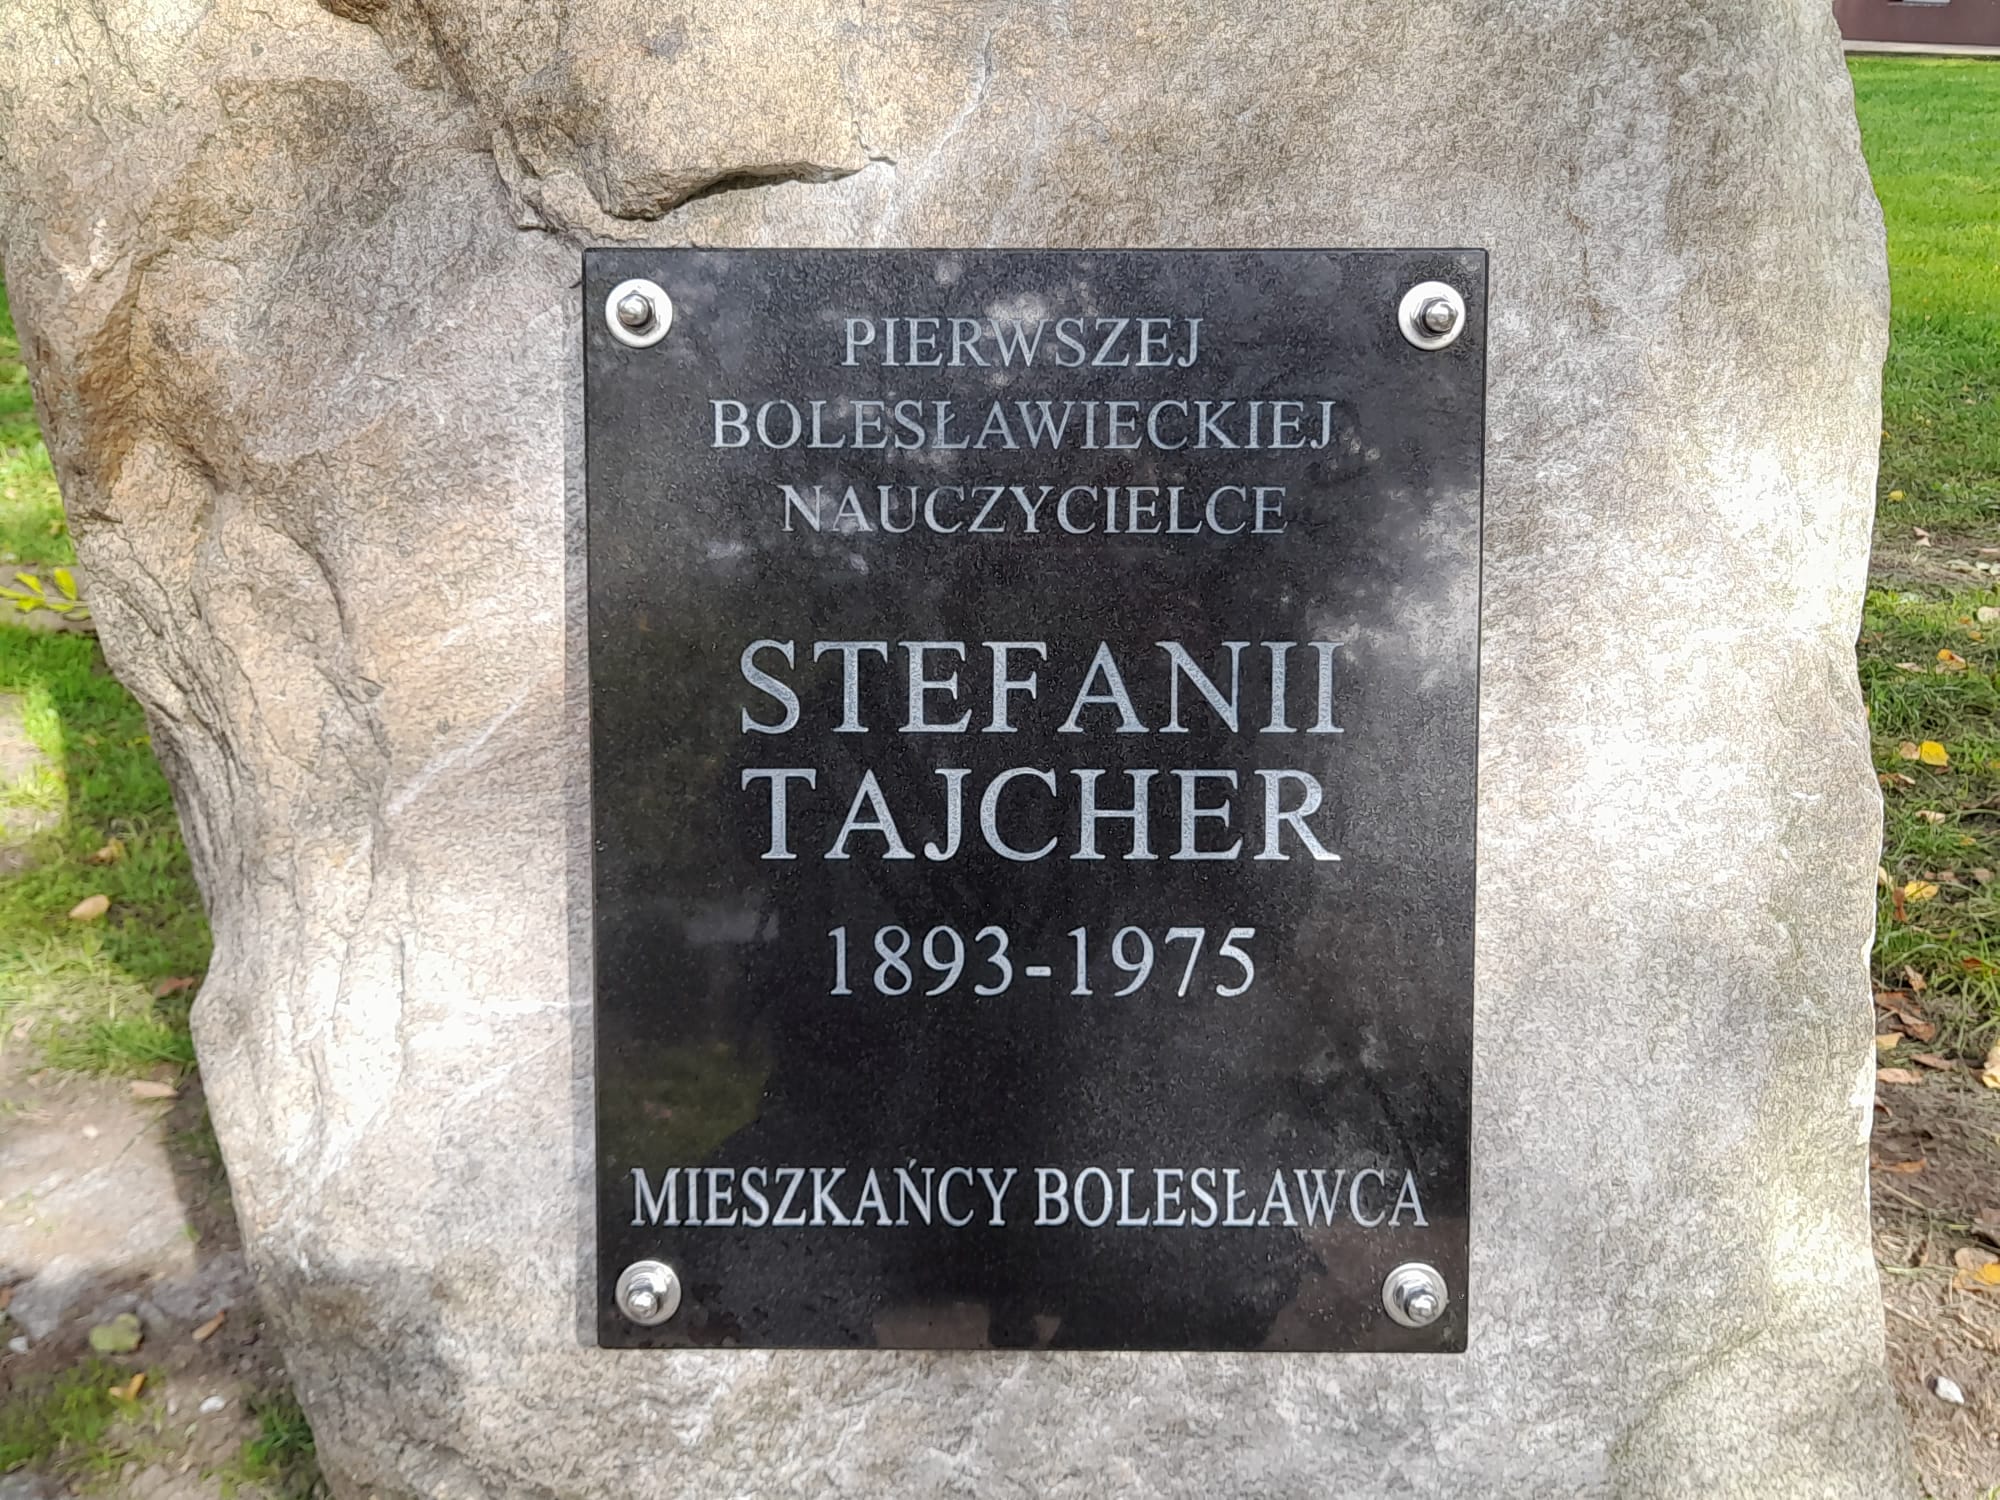 PIERWSZEJ
BOLESŁAWIECKIEJ
NAUCZYCIELCE
STEFANII
TAJCHER
1893-1975
MIESZKAŃCY BOLESŁAWCA